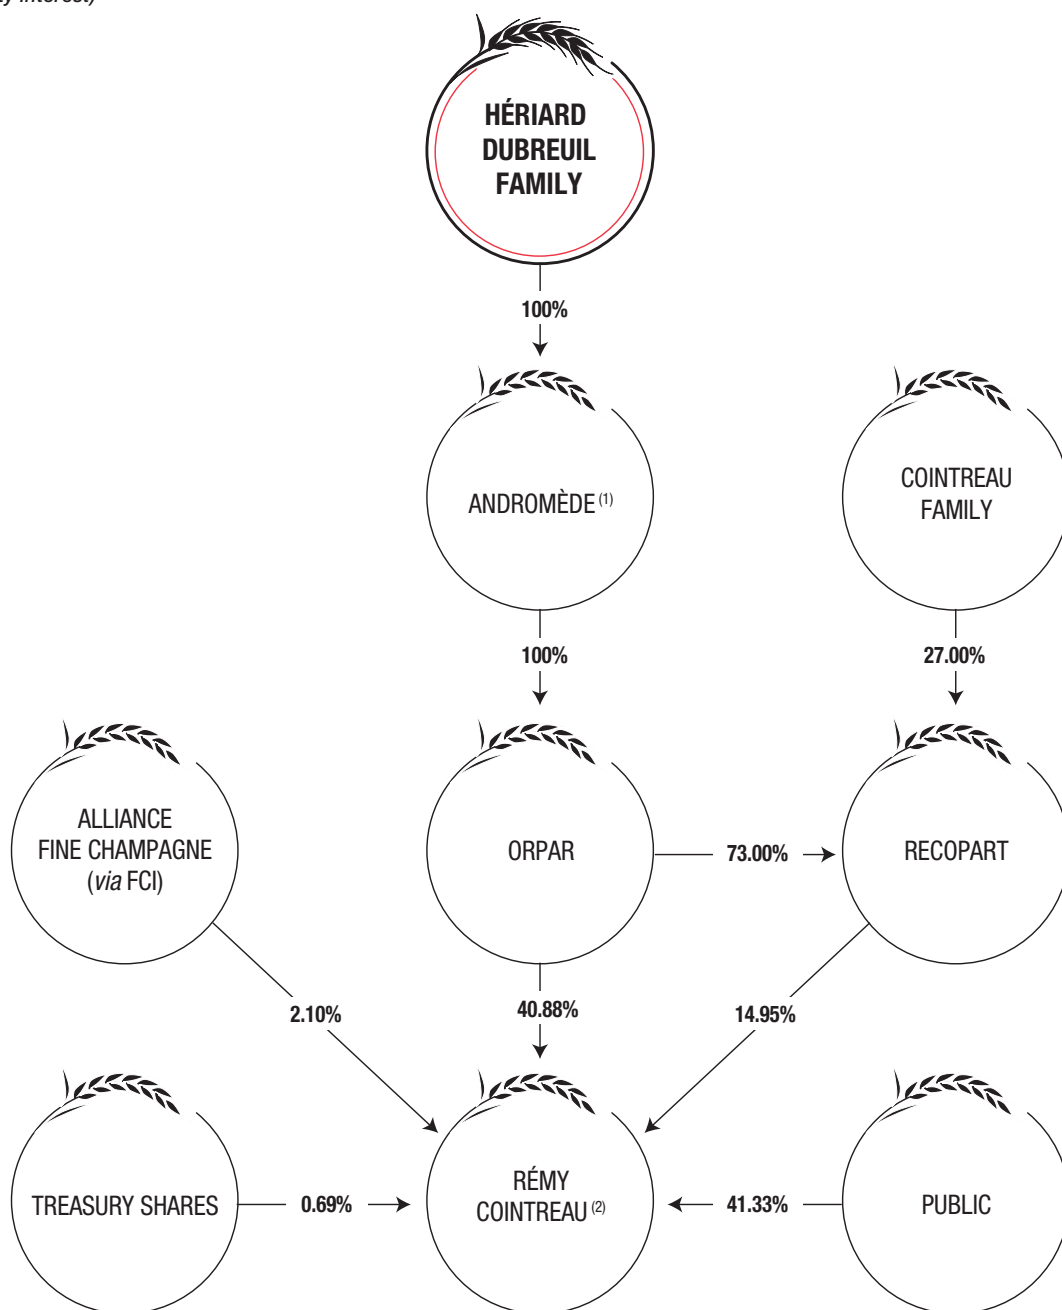 interest)
HÉRIARD
DUBREUIL
FAMILY
100%
ANDROMÈDE (1)
COINTREAU
FAMILY
100%
27.00%
ALLIANCE
FINE CHAMPAGNE
(via FCI)
ORPAR
73.00%
RECOPART
2.10%
40.88%
14.95%
TREASURY SHARES
0.69%
RÉMY
COINTREAU (2)
41.33%
PUBLIC